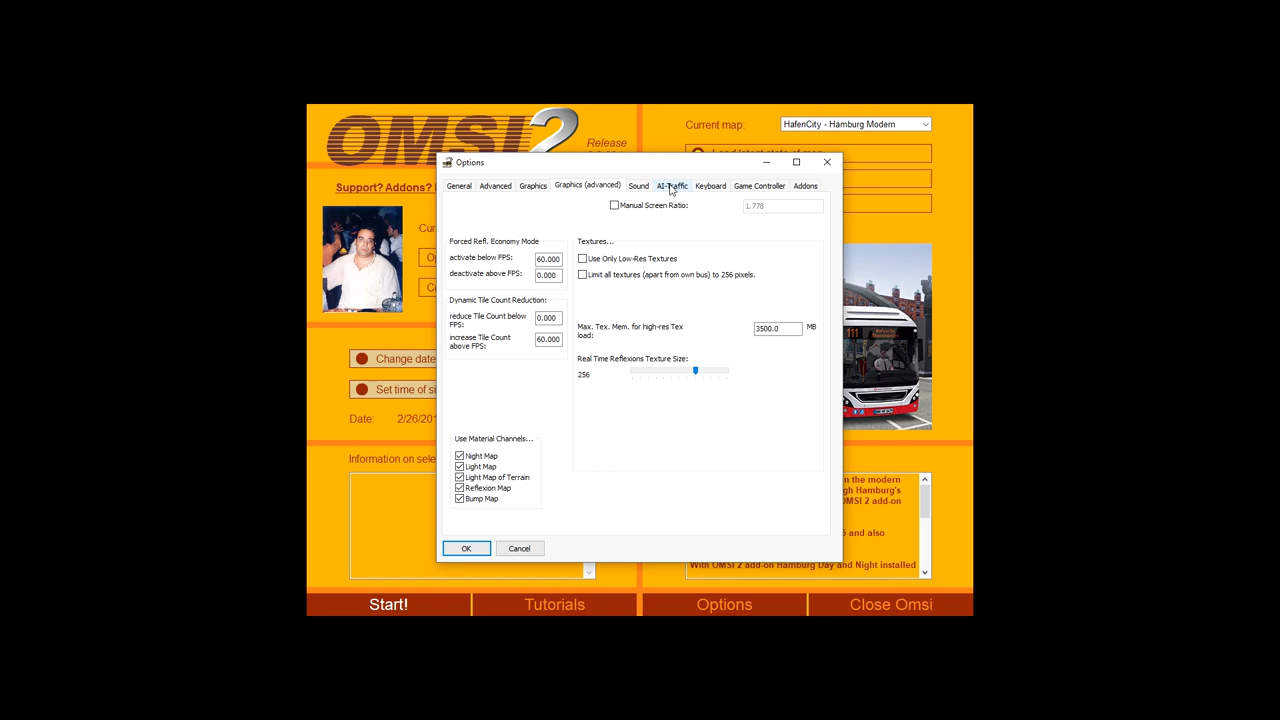 OMSI 2
Release
Current map:
HafenCity - Hamburg Modern
Support? Addons?
Options
General
Advanced
Graphics
Graphics (advanced)
Sound
AI-Traffic
Keyboard
Game Controller
Addons
Manual Screen Ratio:
1.778
Forced Refl. Economy Mode
activate below FPS:
60.000
deactivate above FPS:
0.000
Dynamic Tile Count Reduction:
reduce Tile Count below
FPS:
0.000
increase Tile Count
above FPS:
60.000
Textures...
Use Only Low-Res Textures
Limit all textures (apart from own bus) to 256 pixels.
Max. Tex. Mem. for high-res Tex
load:
3500.0
MB
Real Time Reflexions Texture Size:
256
Use Material Channels...
Night Map
Light Map
Light Map of Terrain
Reflexion Map
Bump Map
OK
Cancel
Change date
Set time of si
Date:
2/26/201
Information on sele
111
n the modern
gh Hamburg's
OMSI 2 add-on
5 and also
With OMSI 2 add-on Hamburg Day and Night installed
Start!
Tutorials
Options
Close Omsi